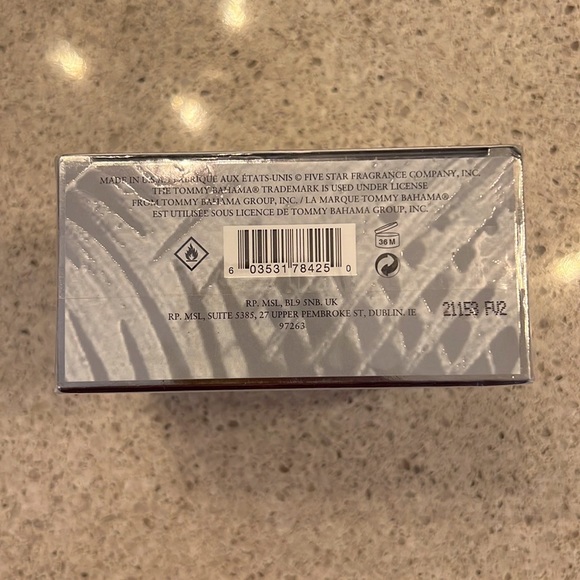 MADE IN U.S.A./FABRIQUÉ AUX ÉTATS-UNIS © FIVE STAR FRAGRANCE COMPANY, INC.
THE TOMMY BAHAMA® TRADEMARK IS USED UNDER LICENSE
FROM TOMMY BAHAMA GROUP, INC. / LA MARQUE TOMMY BAHAMA®
EST UTILISÉE SOUS LICENCE DE TOMMY BAHAMA GROUP, INC.
36 M
6 03531 78425 0
RP. MSL, BL9 5NB. UK
RP. MSL, SUITE 5385, 27 UPPER PEMBROKE ST, DUBLIN. IE
97263
21153 FV2